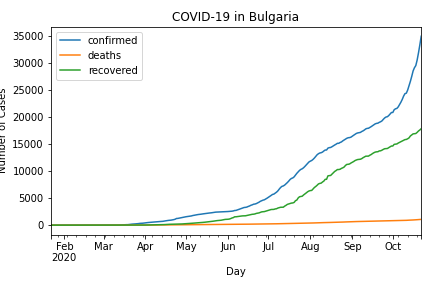 COVID-19 in Bulgaria
confirmed
deaths
recovered
35000
30000
25000
20000
15000
10000
5000
0
Number of Cases
Feb Mar Apr May Jun Jul Aug Sep Oct
2020
Day